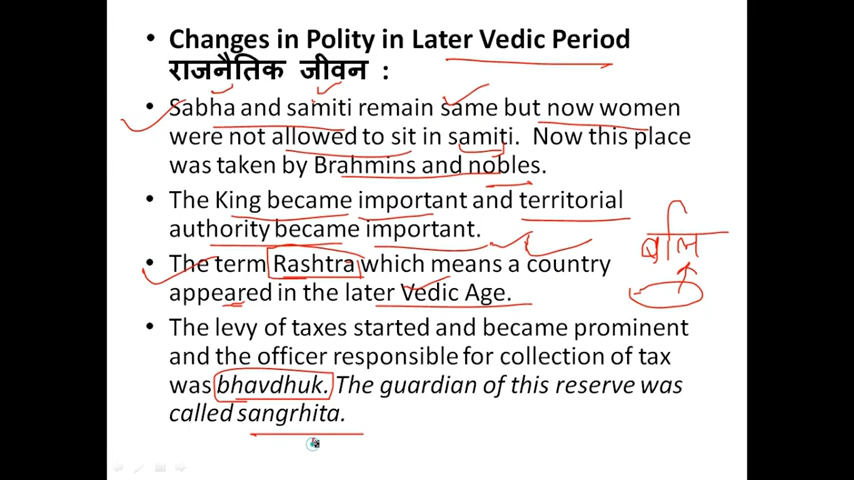 • Changes in Polity in Later Vedic Period
राजनैतिक जीवन :
• Sabha and samiti remain same but now women
were not allowed to sit in samiti. Now this place
was taken by Brahmins and nobles.
• The King became important and territorial
authority became important.
• The term Rashtra which means a country
appeared in the later Vedic Age.
• The levy of taxes started and became prominent
and the officer responsible for collection of tax
was bhavdhuk. The guardian of this reserve was
called sangrhita.
बलि